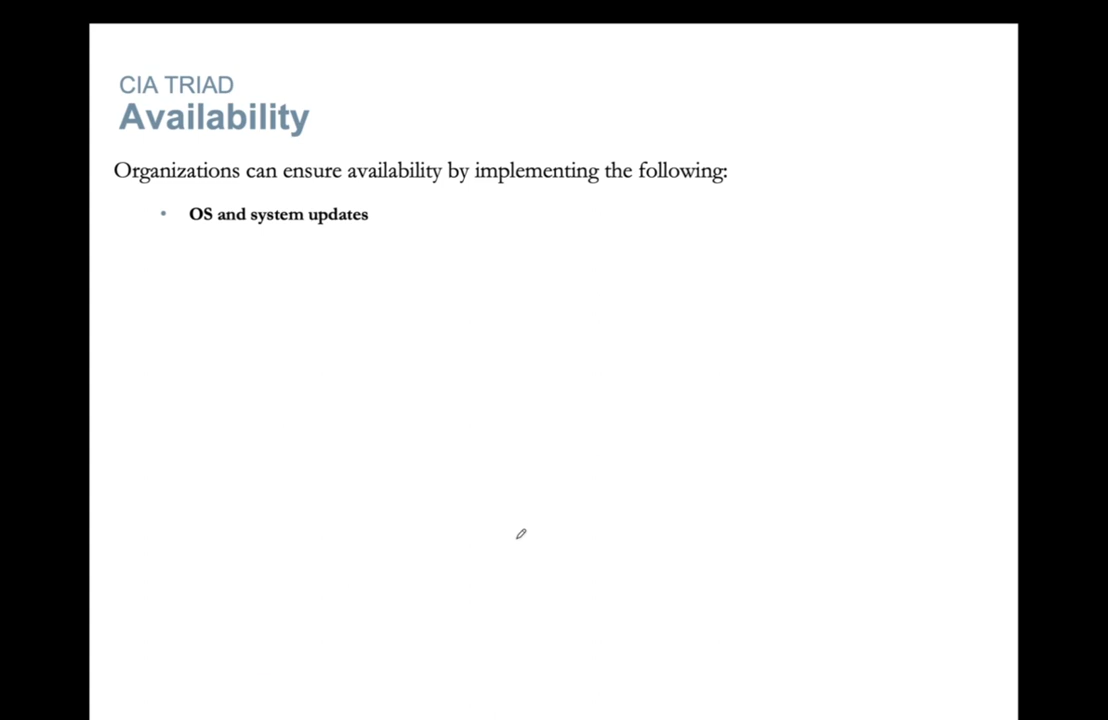 CIA TRIAD
Availability
Organizations can ensure availability by implementing the following:
• OS and system updates